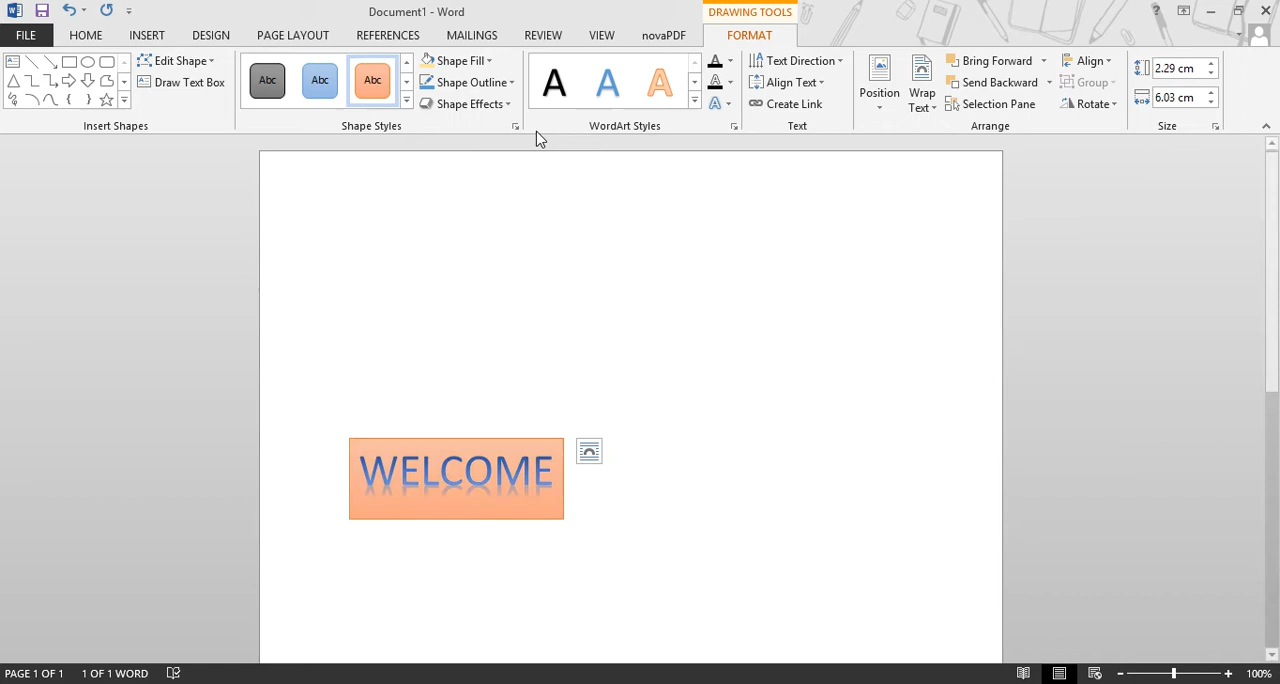 Document1 - Word
DRAWING TOOLS
?
FILE HOME INSERT DESIGN PAGE LAYOUT REFERENCES MAILINGS REVIEW VIEW novaPDF FORMAT
Edit Shape
Draw Text Box
Insert Shapes
Abc Abc Abc
Shape Fill
Shape Outline
Shape Effects
Shape Styles
A A A
A
A
A
WordArt Styles
Text Direction
Align Text
Create Link
Text
Position
Wrap
Text
Bring Forward
Send Backward
Selection Pane
Align
Group
Rotate
Arrange
2.29 cm
6.03 cm
Size
WELCOME
PAGE 1 OF 1 1 OF 1 WORD
100%